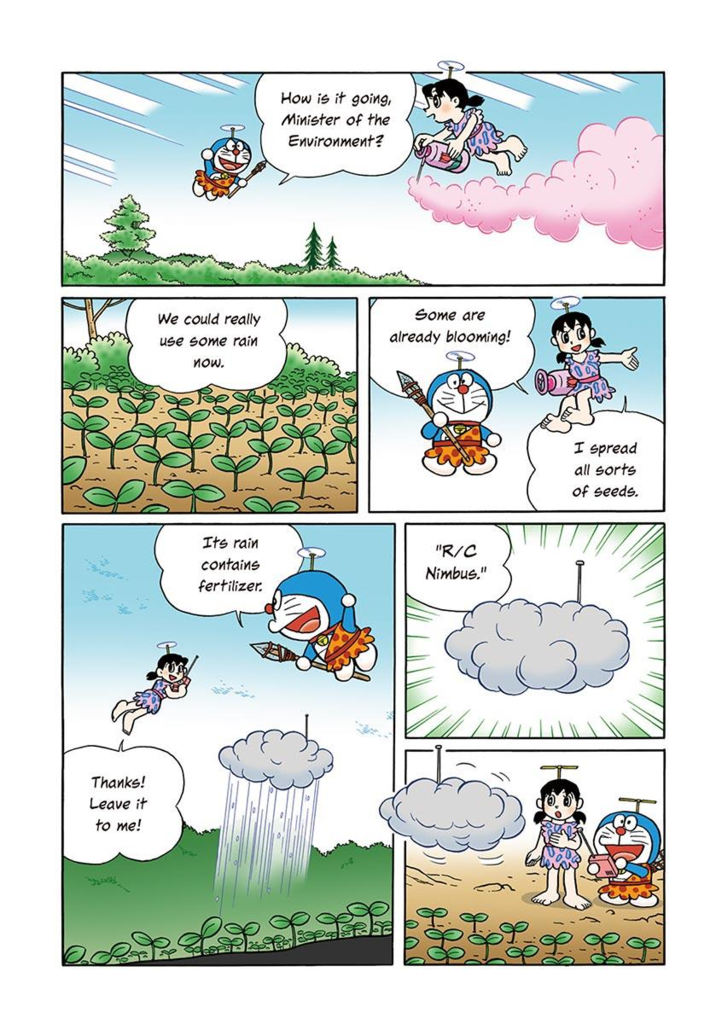 How is it going,
Minister of the
Environment?
I spread
all sorts
of seeds.
Some are
already blooming!
We could really
use some rain
now.
"R/C
Nimbus."
Its rain
contains
fertilizer.
Thanks!
Leave it
to me!